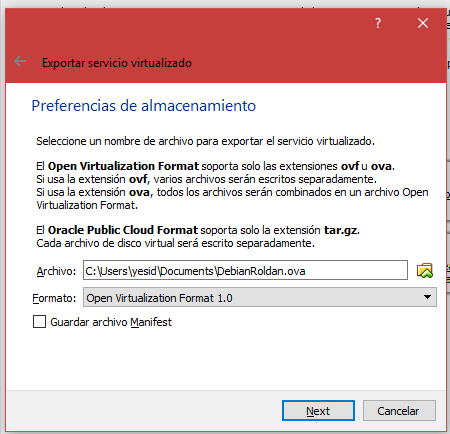 ?
Exportar servicio virtualizado
Preferencias de almacenamiento
Seleccione un nombre de archivo para exportar el servicio virtualizado.
El Open Virtualization Format soporta solo las extensiones ovf u ova.
Si usa la extensión ovf, varios archivos serán escritos separadamente.
Si usa la extensión ova, todos los archivos serán combinados en un archivo Open
Virtualization Format.
El Oracle Public Cloud Format soporta solo la extensión tar.gz.
Cada archivo de disco virtual será escrito separadamente.
Archivo: C:\Users\yesid\Documents\DebianRoldan.ova
Formato: Open Virtualization Format 1.0
Guardar archivo Manifest
Next Cancelar